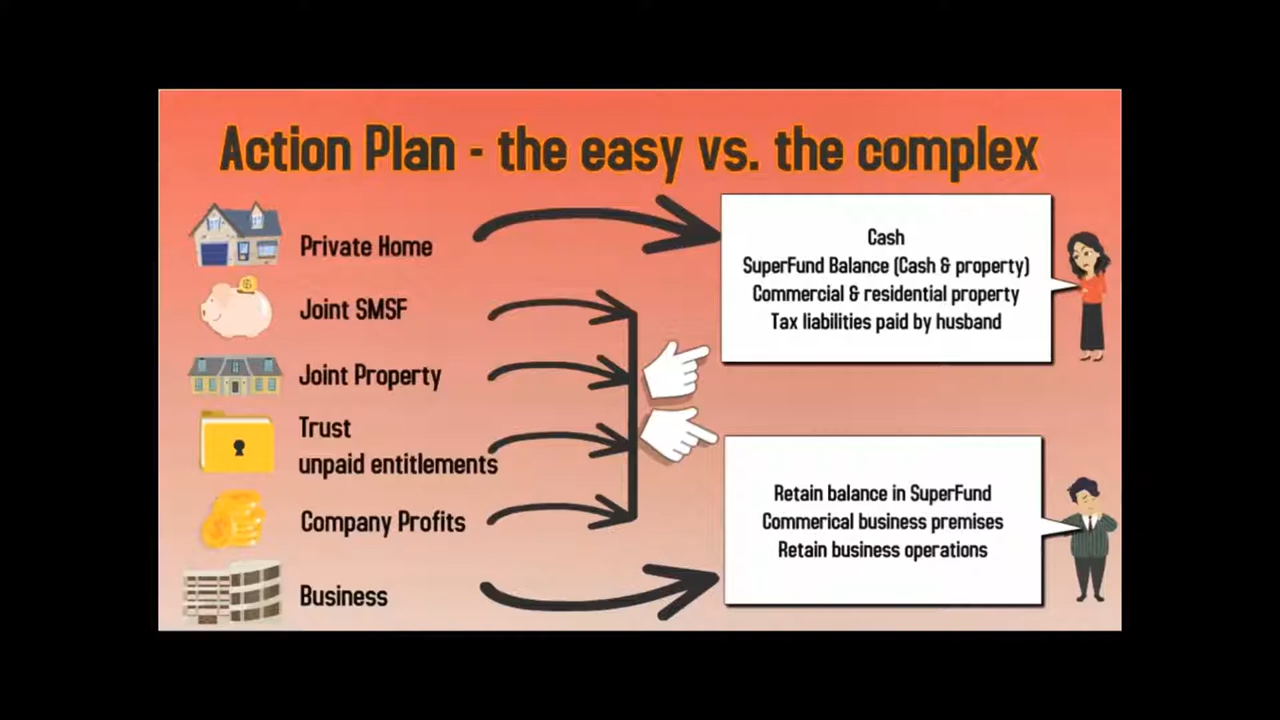 Action Plan - the easy vs. the complex
Private Home
Joint SMSF
Joint Property
Trust
unpaid entitlements
Company Profits
Business
Cash
SuperFund Balance (Cash & property)
Commercial & residential property
Tax liabilities paid by husband
Retain balance in SuperFund
Commerical business premises
Retain business operations